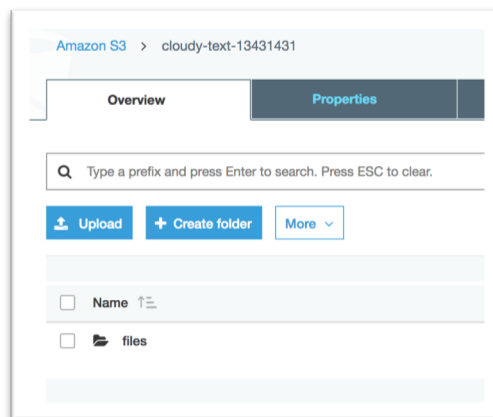 Amazon S3 > cloudy-text-13431431
Overview Properties
Type a prefix and press Enter to search. Press ESC to clear.
Upload + Create folder More
Name
files